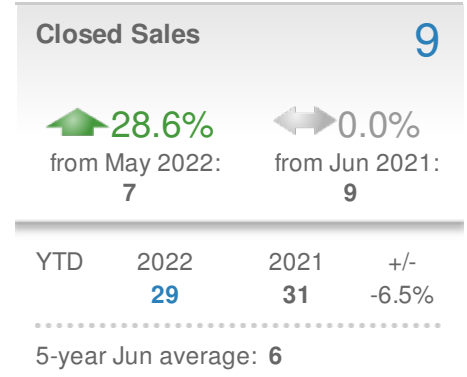 Closed Sales 9
28.6% 0.0%
from May 2022: from Jun 2021:
7 9
YTD 2022 2021 +/-
29 31 -6.5%
5-year Jun average: 6